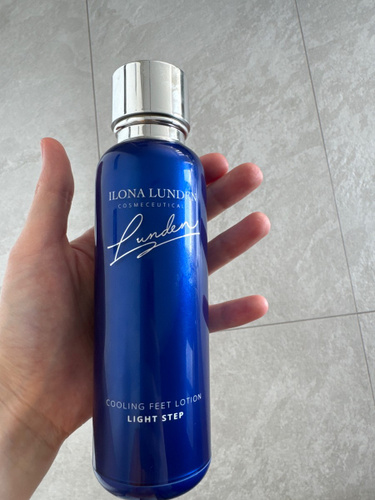 ILONA LUNDEN
COSMECEUTICAL
Lunden
COOLING FEET LOTION
LIGHT STEP